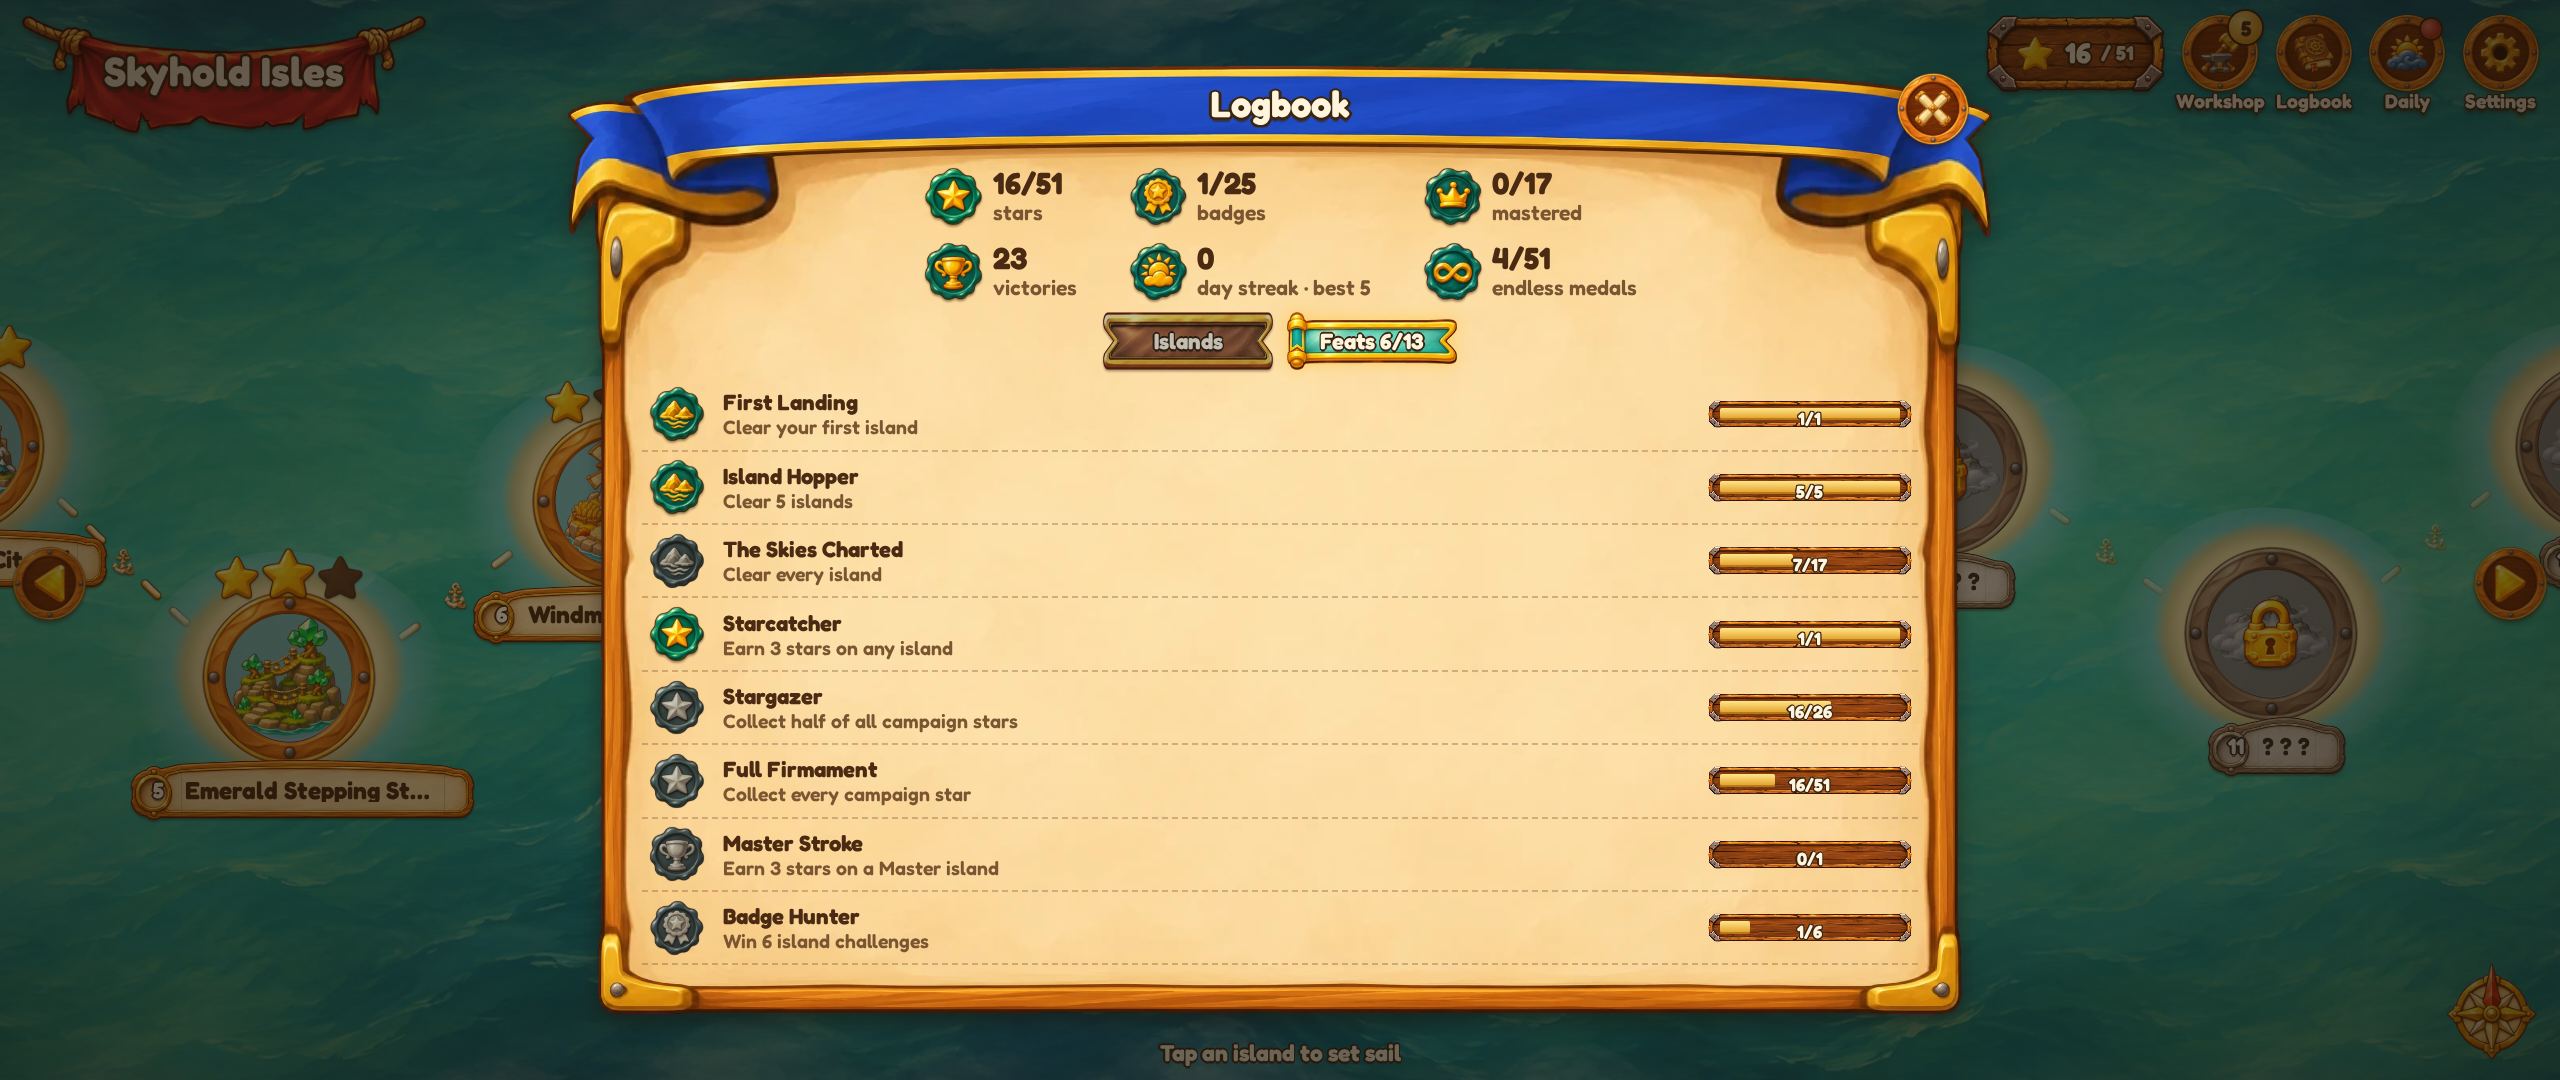 Skyhold Isles
16 / 51
5
Workshop
Logbook
Daily
Settings
Logbook
16/51
stars
1/25
badges
0/17
mastered
23
victories
0
day streak · best 5
4/51
endless medals
Islands
Feats 6/13
First Landing
Clear your first island
1/1
Island Hopper
Clear 5 islands
5/5
The Skies Charted
Clear every island
7/17
Starcatcher
Earn 3 stars on any island
1/1
Stargazer
Collect half of all campaign stars
16/26
Full Firmament
Collect every campaign star
16/51
Master Stroke
Earn 3 stars on a Master island
0/1
Badge Hunter
Win 6 island challenges
1/6
5 Emerald Stepping St...
6
11 ???
Tap an island to set sail